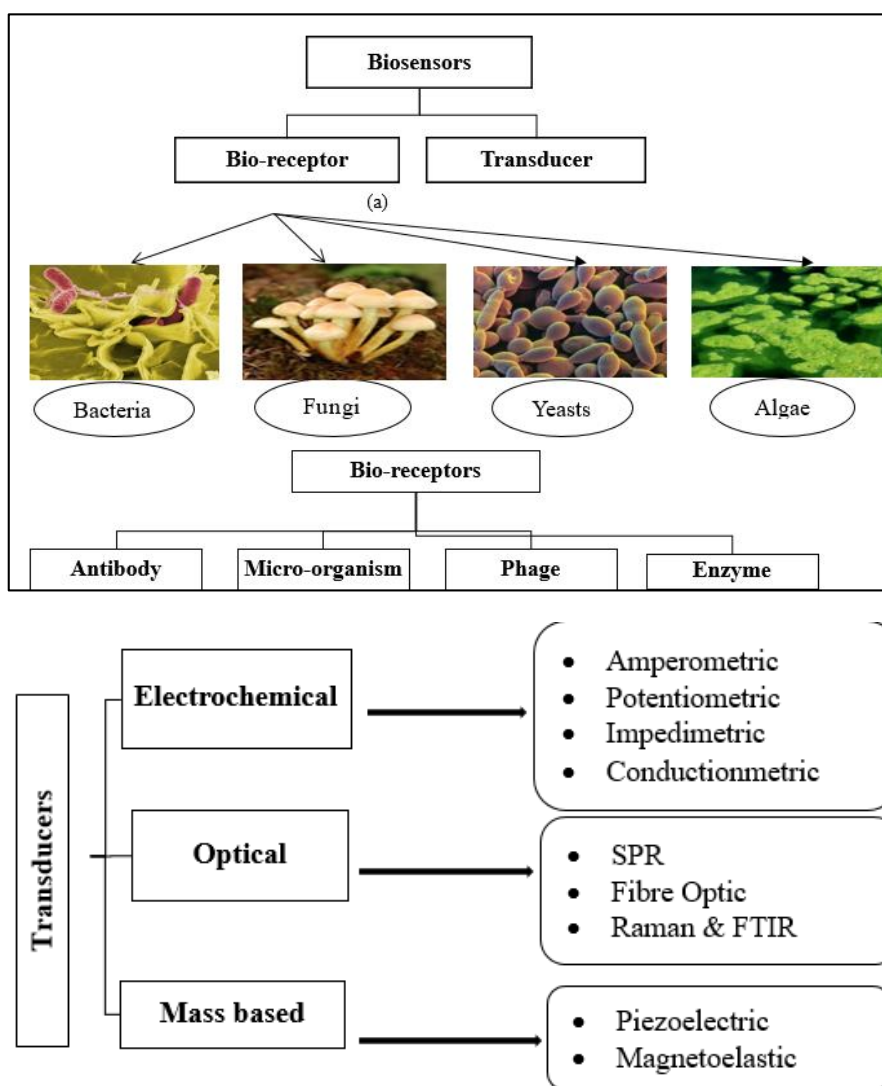 Biosensors
Bio-receptor
Transducer
(a)
Bacteria
Fungi
Yeasts
Algae
Bio-receptors
Antibody
Micro-organism
Phage
Enzyme
Transducers
Electrochemical
• Amperometric
• Potentiometric
• Impedimetric
• Conductionmetric
Optical
• SPR
• Fibre Optic
• Raman & FTIR
Mass based
• Piezoelectric
• Magnetoelastic